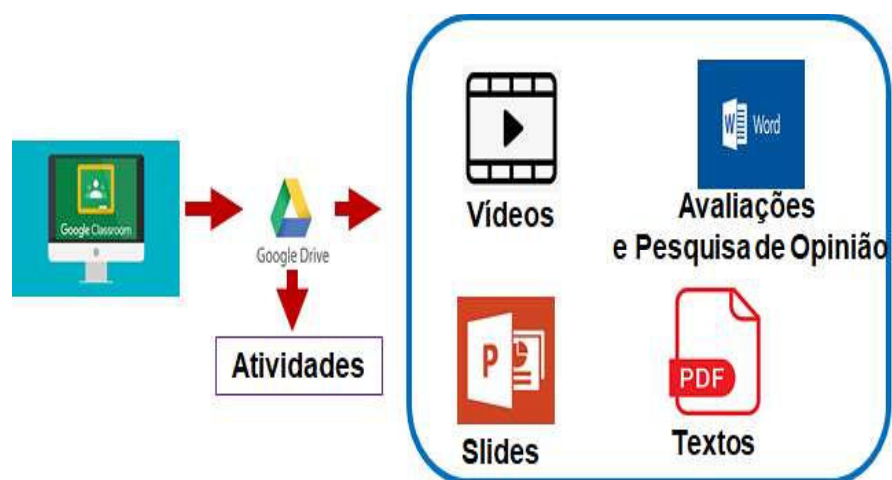 Google Classroom
Google Drive
Atividades
Vídeos
W Word
Avaliações
e Pesquisa de Opinião
P
Slides
PDF
Textos